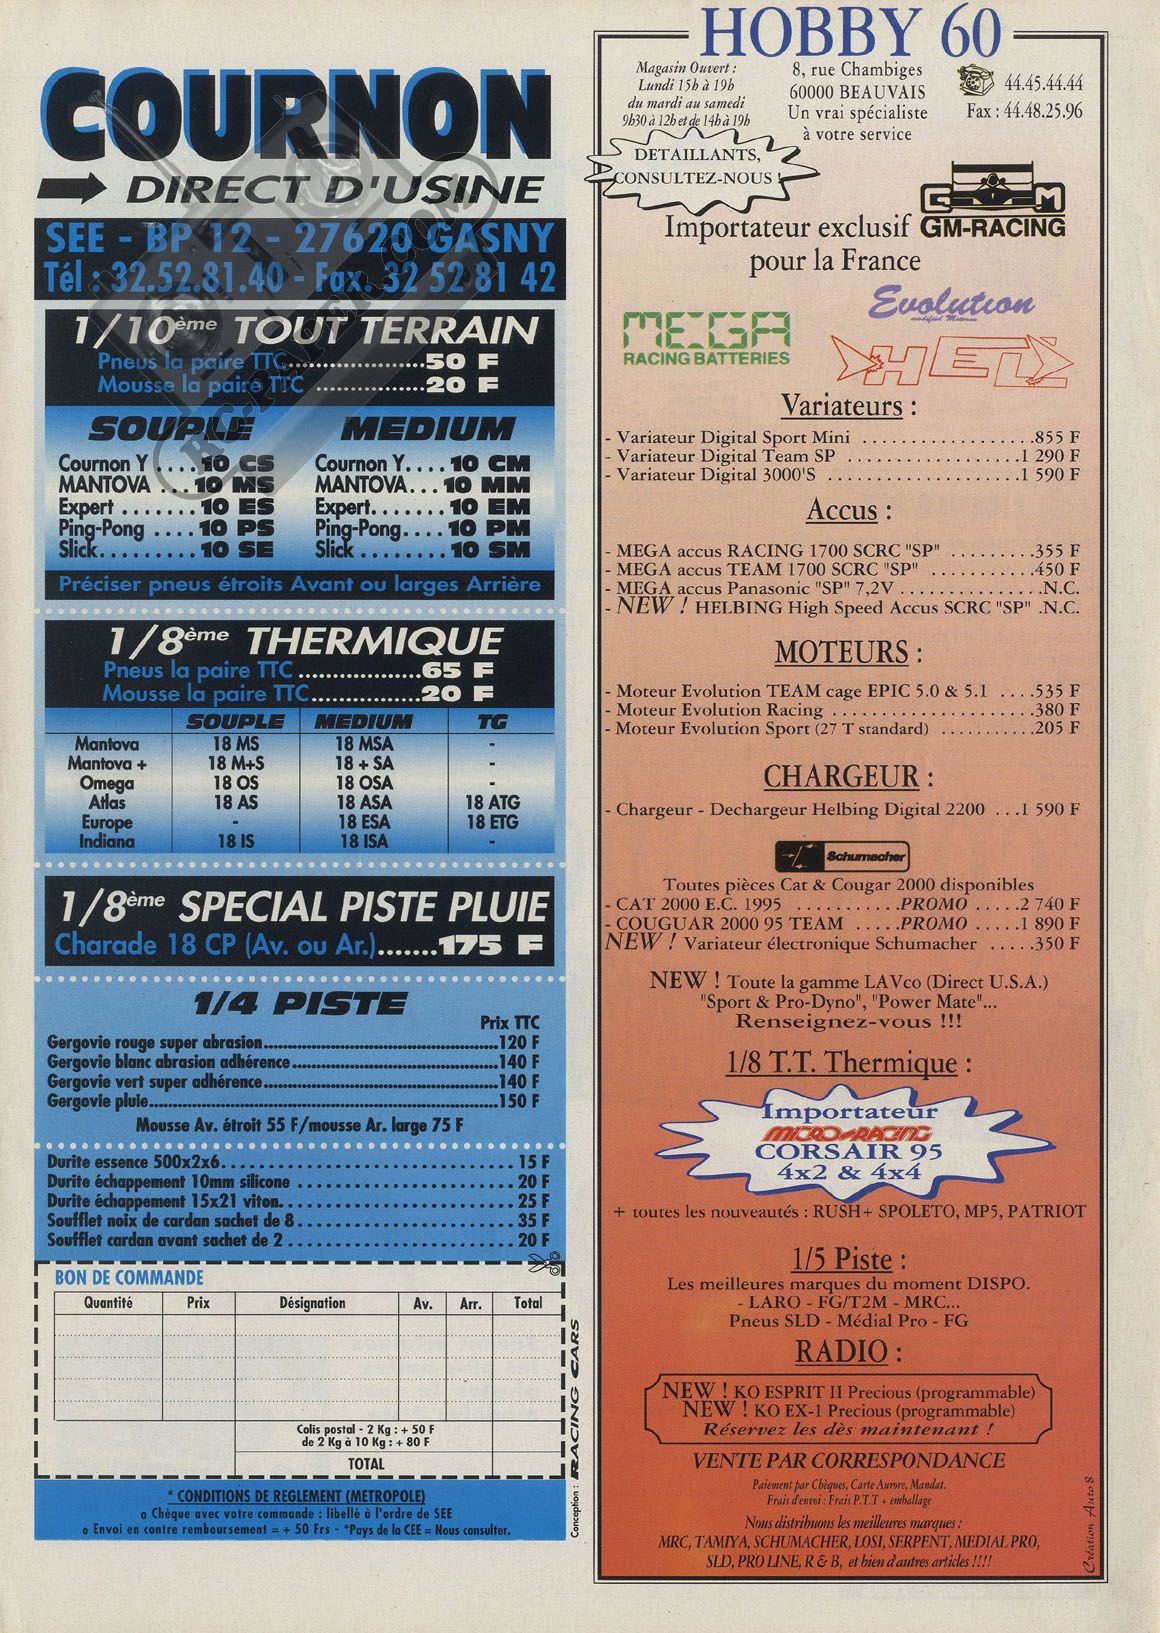 COURNON
DIRECT D'USINE
SEE - BP 12 - 27620 GASNY
Tél : 32.52.81.40 - Fax. 32 52 81 42
1/10ème TOUT TERRAIN
Pneus la paire TTC.....................50 F
Mousse la paire TTC .................20 F
SOUPLE MEDIUM
Cournon Y ....10 CS Cournon Y....10 CM
MANTOVA ...10 MS MANTOVA...10 MM
Expert .......10 ES Expert.......10 EM
Ping-Pong ....10 PS Ping-Pong....10 PM
Slick.........10 SE Slick.........10 SM
Préciser pneus étroits Avant ou larges Arrière
1/8ème THERMIQUE
Pneus la paire TTC...................65 F
Mousse la paire TTC.................20 F
SOUPLE MEDIUM TG
Mantova 18 MS 18 MSA -
Mantova + 18 M+S 18 + SA -
Omega 18 OS 18 OSA -
Atlas 18 AS 18 ASA 18 ATG
Europe - 18 ESA 18 ETG
Indiana 18 IS 18 ISA -
1/8ème SPECIAL PISTE PLUIE
Charade 18 CP (Av. ou Ar.).......175 F
1/4 PISTE
Prix TTC
Gergovie rouge super abrasion...............120 F
Gergovie blanc abrasion adhérence...............140 F
Gergovie vert super adhérence...............140 F
Gergovie pluie...............150 F
Mousse Av. étroit 55 F/mousse Ar. large 75 F
Durite essence 500x2x6...............15 F
Durite échappement 10mm silicone ...............20 F
Durite échappement 15x21 viton...............25 F
Soufflet noix de cardan sachet de 8...............35 F
Soufflet cardan avant sachet de 2 ...............20 F
BON DE COMMANDE
Quantité Prix Désignation Av. Arr. Total
Colis postal - 2 Kg : + 50 F
de 2 Kg à 10 Kg : + 80 F
TOTAL
* CONDITIONS DE REGLEMENT (METROPOLE)
o Chèque avec votre commande : libellé à l'ordre de SEE
o Envoi en contre remboursement = + 50 Frs - *Pays de la CEE = Nous consulter.
Conception : RACING CARS
RC-PAPER.COM
HOBBY 60
Magasin Ouvert :
Lundi 15h à 19h
du mardi au samedi
9h30 à 12h et de 14h à 19h
8, rue Chambiges
60000 BEAUVAIS
Un vrai spécialiste
à votre service
44.45.44.44
Fax : 44.48.25.96
DETAILLANTS,
CONSULTEZ-NOUS !
Importateur exclusif
pour la France
GM
GM-RACING
MEGA
RACING BATTERIES
Evolution
modified Motors
HEL
Variateurs :
- Variateur Digital Sport Mini ..................855 F
- Variateur Digital Team SP ..................1 290 F
- Variateur Digital 3000'S ..................1 590 F
Accus :
- MEGA accus RACING 1700 SCRC "SP" .........355 F
- MEGA accus TEAM 1700 SCRC "SP" ..........450 F
- MEGA accus Panasonic "SP" 7,2V ...............N.C.
- NEW ! HELBING High Speed Accus SCRC "SP" .N.C.
MOTEURS :
- Moteur Evolution TEAM cage EPIC 5.0 & 5.1 ....535 F
- Moteur Evolution Racing .....................380 F
- Moteur Evolution Sport (27 T standard) ...........205 F
CHARGEUR :
- Chargeur - Dechargeur Helbing Digital 2200 ...1 590 F
Schumacher
Toutes pièces Cat & Cougar 2000 disponibles
- CAT 2000 E.C. 1995 ..........PROMO .....2 740 F
- COUGUAR 2000 95 TEAM .....PROMO .....1 890 F
NEW ! Variateur électronique Schumacher .....350 F
NEW ! Toute la gamme LAVco (Direct U.S.A.)
"Sport & Pro-Dyno", "Power Mate"...
Renseignez-vous !!!
1/8 T.T. Thermique :
Importateur
MICRO RACING
CORSAIR 95
4x2 & 4x4
+ toutes les nouveautés : RUSH+ SPOLETO, MP5, PATRIOT
1/5 Piste :
Les meilleures marques du moment DISPO.
- LARO - FG/T2M - MRC...
Pneus SLD - Médial Pro - FG
RADIO :
NEW ! KO ESPRIT II Precious (programmable)
NEW ! KO EX-1 Precious (programmable)
Réservez les dès maintenant !
VENTE PAR CORRESPONDANCE
Paiement par Chèques, Carte Aurore, Mandat.
Frais d'envoi : Frais P.T.T + emballage
Nous distribuons les meilleures marques :
MRC, TAMIYA, SCHUMACHER, LOSI, SERPENT, MEDIAL PRO,
SLD, PRO LINE, R & B, et bien d'autres articles !!!!
Création Auto 8